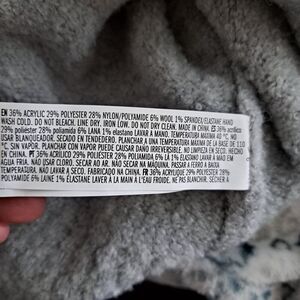 EN 36% ACRYLIC 29% POLYESTER 28% NYLON/POLYAMIDE 6% WOOL 1% SPANDEX/ELASTANE HAND
WASH COLD. DO NOT BLEACH. LINE DRY. IRON LOW. DO NOT DRY CLEAN. MADE IN CHINA. ES 36% acrílico
29% poliester 28% poliamida 6% LANA 1% elastano LAVAR A MANO. TEMPERATURA MAXIMA 40 °C. NO
USAR BLANQUEADOR. SECADO EN TENDEDERO. PLANCHAR A UNA TEMPERATURA MAXIMA DE LA BASE DE 110
°C. SIN VAPOR. PLANCHAR CON VAPOR PUEDE CAUSAR DAÑO IRREVERSIBLE. NO LIMPIEZA EN SECO. HECHO
EN CHINA. PT 36% ACRÍLICO 29% POLIÉSTER 28% POLIAMIDA 6% LÃ 1% ELASTANO LAVAR À MÃO EM
ÁGUA FRIA. NÃO USAR CLORO. SECAR AO AR. NÃO SECAR NA MÁQUINA. PASSAR A FERRO A BAIXA
TEMPERATURA. NÃO LAVAR A SECO. FABRICADO NA CHINA. FR 36% ACRYLIQUE 29% POLYESTER 28%
POLYAMIDE 6% LAINE 1% ELASTANE LAVER A LA MAIN A L'EAU FROIDE. NE PAS BLANCHIR. SECHER A